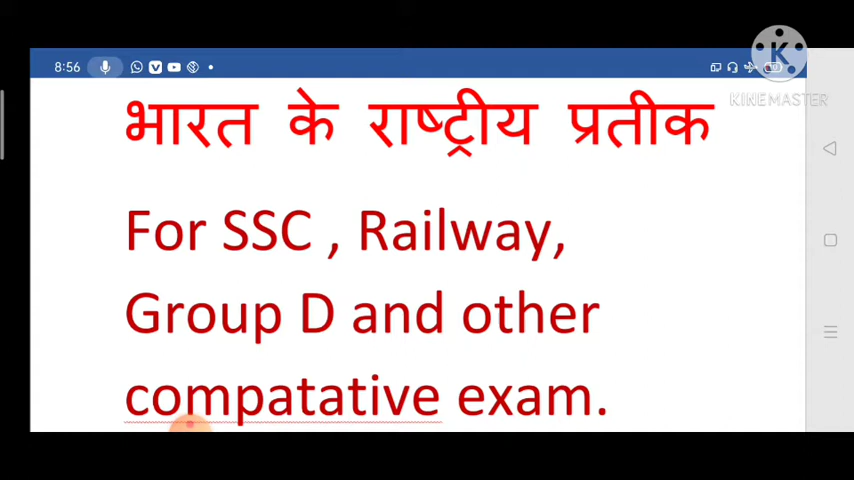 8:56
KINEMASTER
भारत के राष्ट्रीय प्रतीक
For SSC , Railway,
Group D and other
compatative exam.